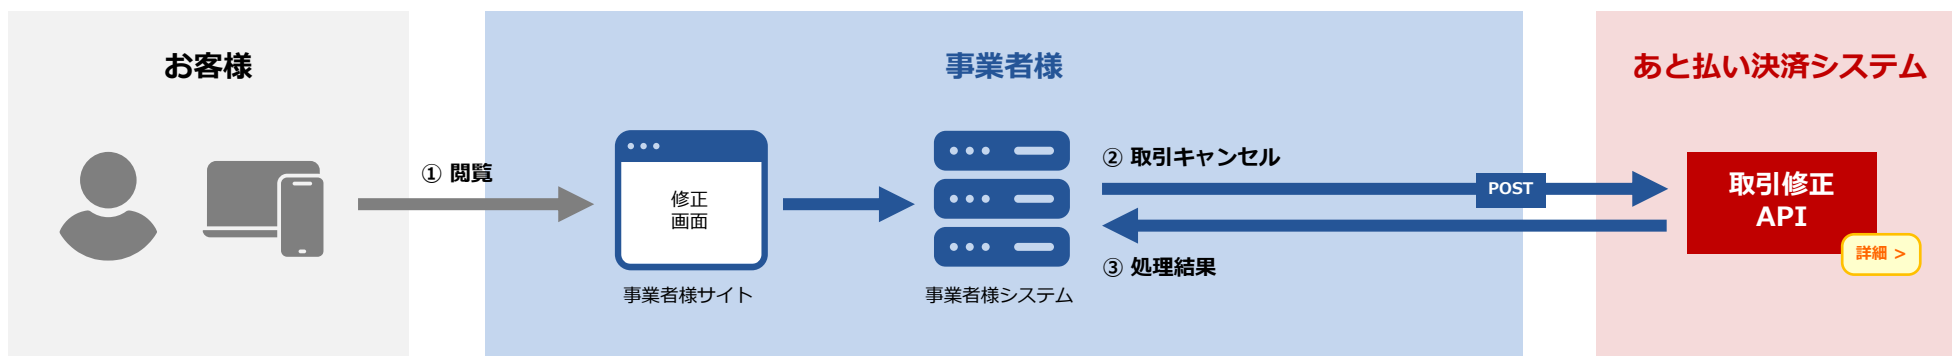 お客様
事業者様
あと払い決済システム
① 閲覧
修正
画面
事業者様サイト
事業者様システム
② 取引キャンセル
POST
③ 処理結果
取引修正
API
詳細 >